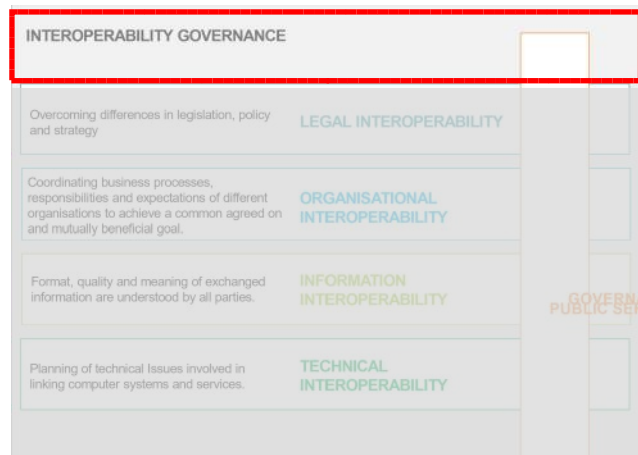 INTEROPERABILITY GOVERNANCE
Overcoming differences in legislation, policy
and strategy
LEGAL INTEROPERABILITY
Coordinating business processes,
responsibilities and expectations of different
organisations to achieve a common agreed on
and mutually beneficial goal.
ORGANISATIONAL
INTEROPERABILITY
Format, quality and meaning of exchanged
information are understood by all parties.
INFORMATION
INTEROPERABILITY
PUBLIC
Planning of technical Issues involved in
linking computer systems and services.
TECHNICAL
INTEROPERABILITY